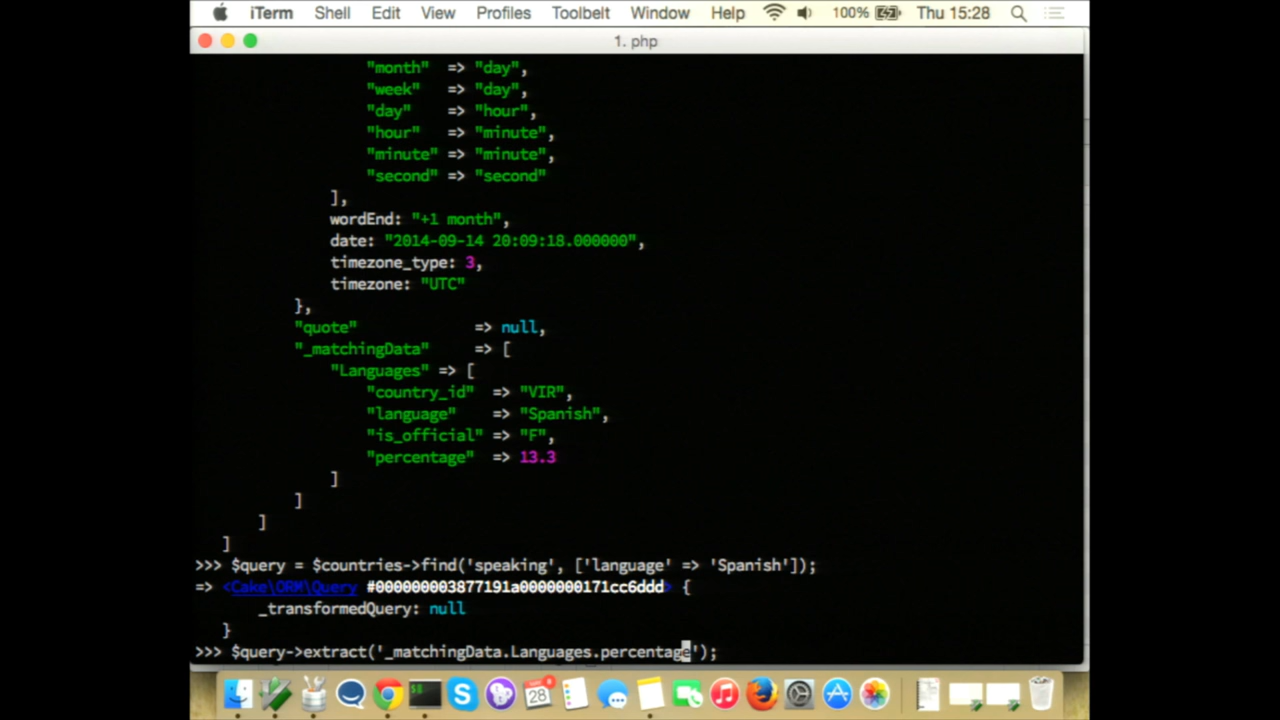 iTerm Shell Edit View Profiles Toolbelt Window Help 100% Thu 15:28
1. php
"month" => "day",
"week" => "day",
"day" => "hour",
"hour" => "minute",
"minute" => "minute",
"second" => "second"
],
wordEnd: "+1 month",
date: "2014-09-14 20:09:18.000000",
timezone_type: 3,
timezone: "UTC"
},
"quote" => null,
"_matchingData" => [
"Languages" => [
"country_id" => "VIR",
"language" => "Spanish",
"is_official" => "F",
"percentage" => 13.3
]
]
]
]
>>> $query = $countries->find('speaking', ['language' => 'Spanish']);
=> <Cake\ORM\Query #000000003877191a0000000171cc6ddd> {
_transformedQuery: null
}
>>> $query->extract('_matchingData.Languages.percentage');
28